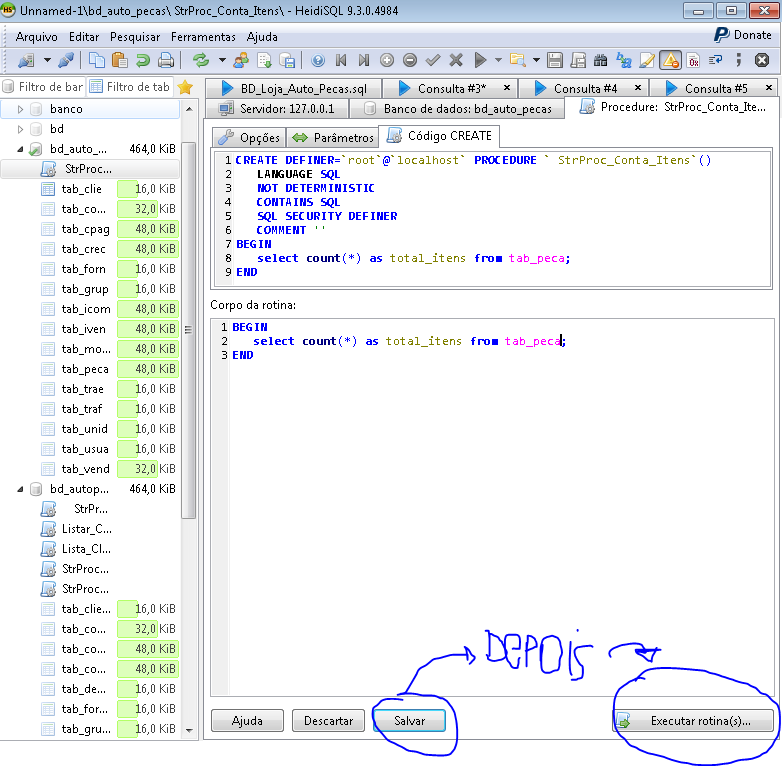 Unnamed-1\bd_auto_pecas\ StrProc_Conta_Itens\ - HeidiSQL 9.3.0.4984
Arquivo Editar Pesquisar Ferramentas Ajuda
Donate
Filtro de bar Filtro de tab
BD_Loja_Auto_Pecas.sql Consulta #3* Consulta #4 Consulta #5
Servidor: 127.0.0.1 Banco de dados: bd_auto_pecas Procedure: StrProc_Conta_Ite...
Opções Parâmetros Código CREATE
banco
bd
bd_auto_... 464,0 KiB
StrProc...
tab_clie 16,0 KiB
tab_co... 32,0 KiB
tab_cpag 48,0 KiB
tab_crec 48,0 KiB
tab_forn 16,0 KiB
tab_grup 16,0 KiB
tab_icom 48,0 KiB
tab_iven 48,0 KiB
tab_mo... 48,0 KiB
tab_peca 48,0 KiB
tab_trae 16,0 KiB
tab_traf 16,0 KiB
tab_unid 16,0 KiB
tab_usua 16,0 KiB
tab_vend 32,0 KiB
bd_autop... 464,0 KiB
StrPr...
Listar_C...
Lista_Cl...
StrProc...
StrProc...
tab_clie... 16,0 KiB
tab_co... 32,0 KiB
tab_co... 48,0 KiB
tab_co... 48,0 KiB
tab_de... 16,0 KiB
tab_for... 16,0 KiB
tab_gru... 16,0 KiB
1 CREATE DEFINER=`root`@`localhost` PROCEDURE ` StrProc_Conta_Itens`()
2 LANGUAGE SQL
3 NOT DETERMINISTIC
4 CONTAINS SQL
5 SQL SECURITY DEFINER
6 COMMENT ''
7 BEGIN
8 select count(*) as total_itens from tab_peca;
9 END
Corpo da rotina:
1 BEGIN
2 select count(*) as total_itens from tab_peca;
3 END
DEPOIS
Ajuda Descartar Salvar Executar rotina(s)...